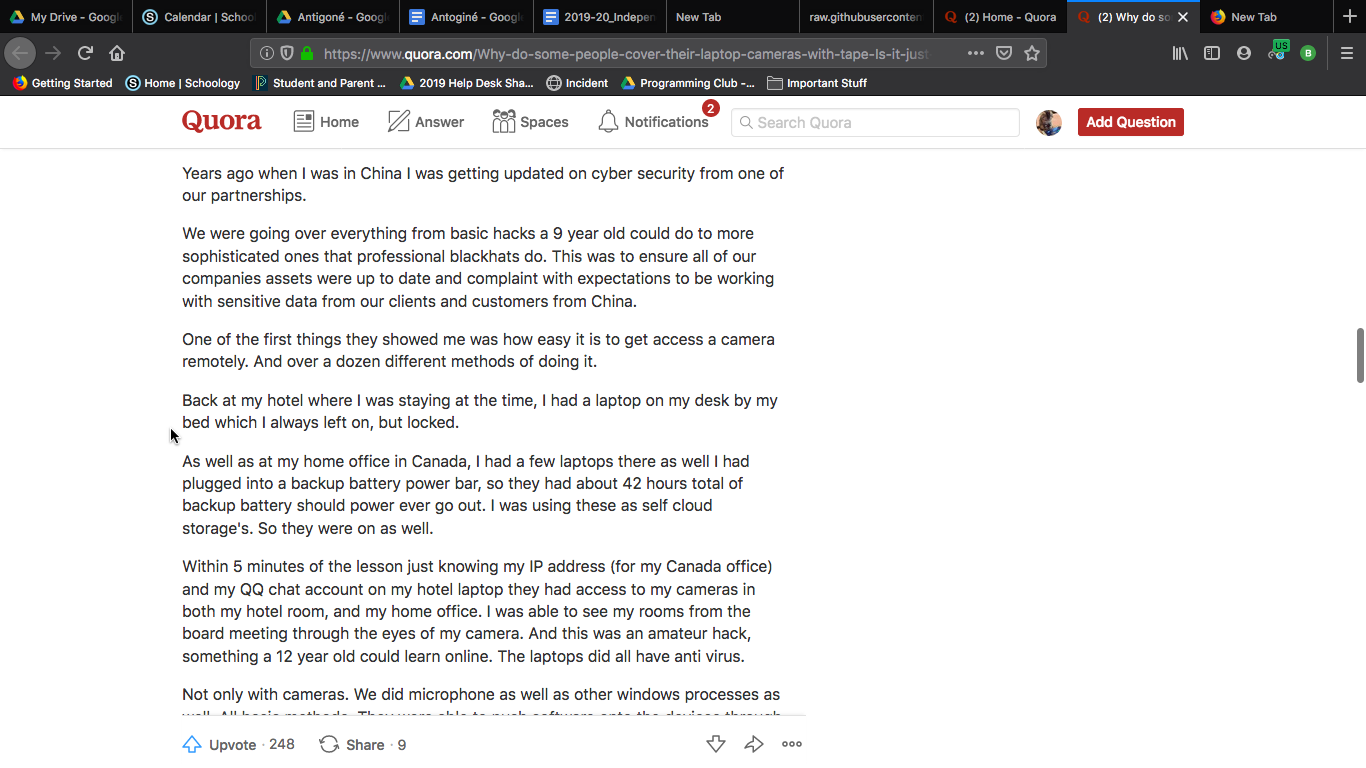 My Drive - Googl
Calendar | Schoo
Antigoné - Googl
Antoginé - Googl
2019-20_Indepen
New Tab
raw.githubusercontent
(2) Home - Quora
(2) Why do so
New Tab
https://www.quora.com/Why-do-some-people-cover-their-laptop-cameras-with-tape-Is-it-just
US
B
Getting Started
Home | Schoology
Student and Parent ...
2019 Help Desk Sha...
Incident
Programming Club -...
Important Stuff
Quora
Home
Answer
Spaces
Notifications
2
Search Quora
Add Question
Years ago when I was in China I was getting updated on cyber security from one of
our partnerships.
We were going over everything from basic hacks a 9 year old could do to more
sophisticated ones that professional blackhats do. This was to ensure all of our
companies assets were up to date and complaint with expectations to be working
with sensitive data from our clients and customers from China.
One of the first things they showed me was how easy it is to get access a camera
remotely. And over a dozen different methods of doing it.
Back at my hotel where I was staying at the time, I had a laptop on my desk by my
bed which I always left on, but locked.
As well as at my home office in Canada, I had a few laptops there as well I had
plugged into a backup battery power bar, so they had about 42 hours total of
backup battery should power ever go out. I was using these as self cloud
storage's. So they were on as well.
Within 5 minutes of the lesson just knowing my IP address (for my Canada office)
and my QQ chat account on my hotel laptop they had access to my cameras in
both my hotel room, and my home office. I was able to see my rooms from the
board meeting through the eyes of my camera. And this was an amateur hack,
something a 12 year old could learn online. The laptops did all have anti virus.
Not only with cameras. We did microphone as well as other windows processes as
well. All basic methods. They were able to push software onto the devices through
Upvote · 248
Share · 9